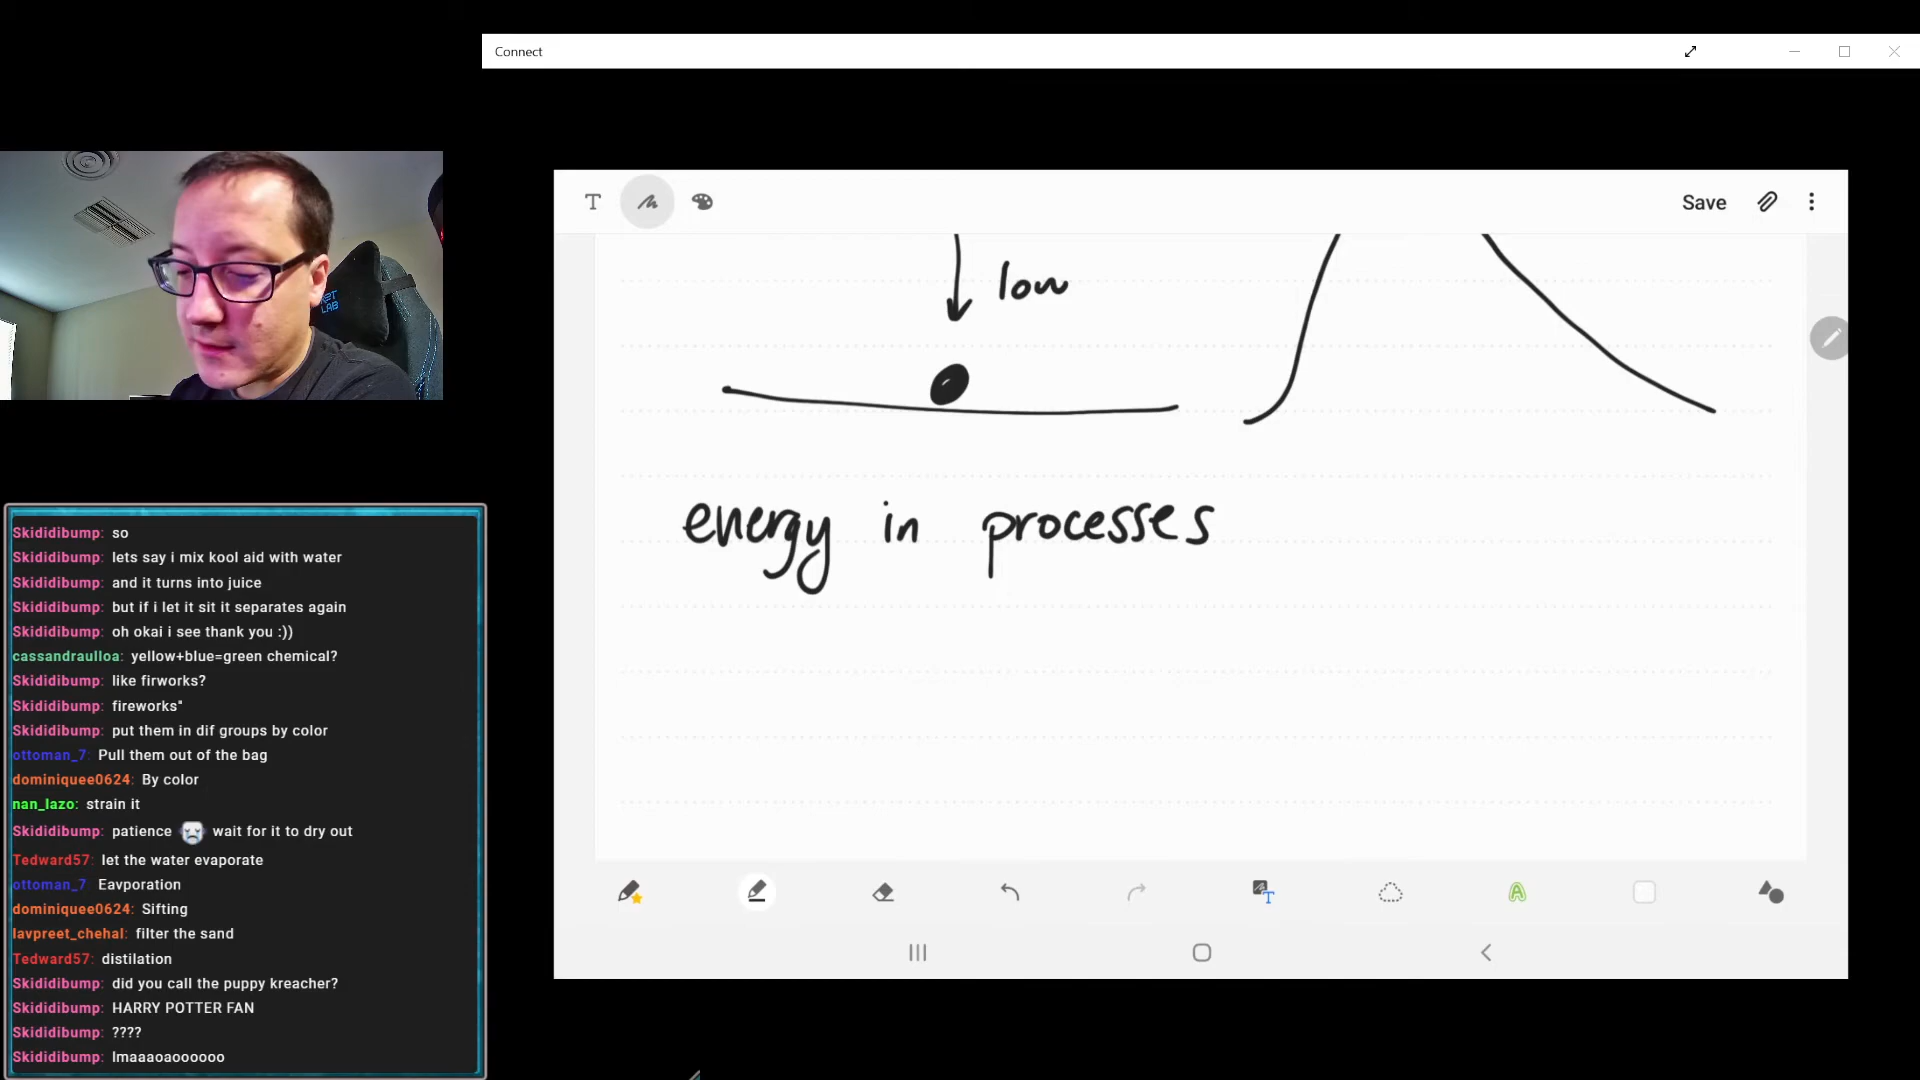 Connect
T
Save
low
energy in processes
Skididibump: so
Skididibump: lets say i mix kool aid with water
Skididibump: and it turns into juice
Skididibump: but if i let it sit it separates again
Skididibump: oh okai i see thank you :))
cassandraulloa: yellow+blue=green chemical?
Skididibump: like firworks?
Skididibump: fireworks"
Skididibump: put them in dif groups by color
ottoman_7: Pull them out of the bag
dominiquee0624: By color
nan_lazo: strain it
Skididibump: patience wait for it to dry out
Tedward57: let the water evaporate
ottoman_7: Eavporation
dominiquee0624: Sifting
lavpreet_chehal: filter the sand
Tedward57: distilation
Skididibump: did you call the puppy kreacher?
Skididibump: HARRY POTTER FAN
Skididibump: ????
Skididibump: lmaaaoaoooooo